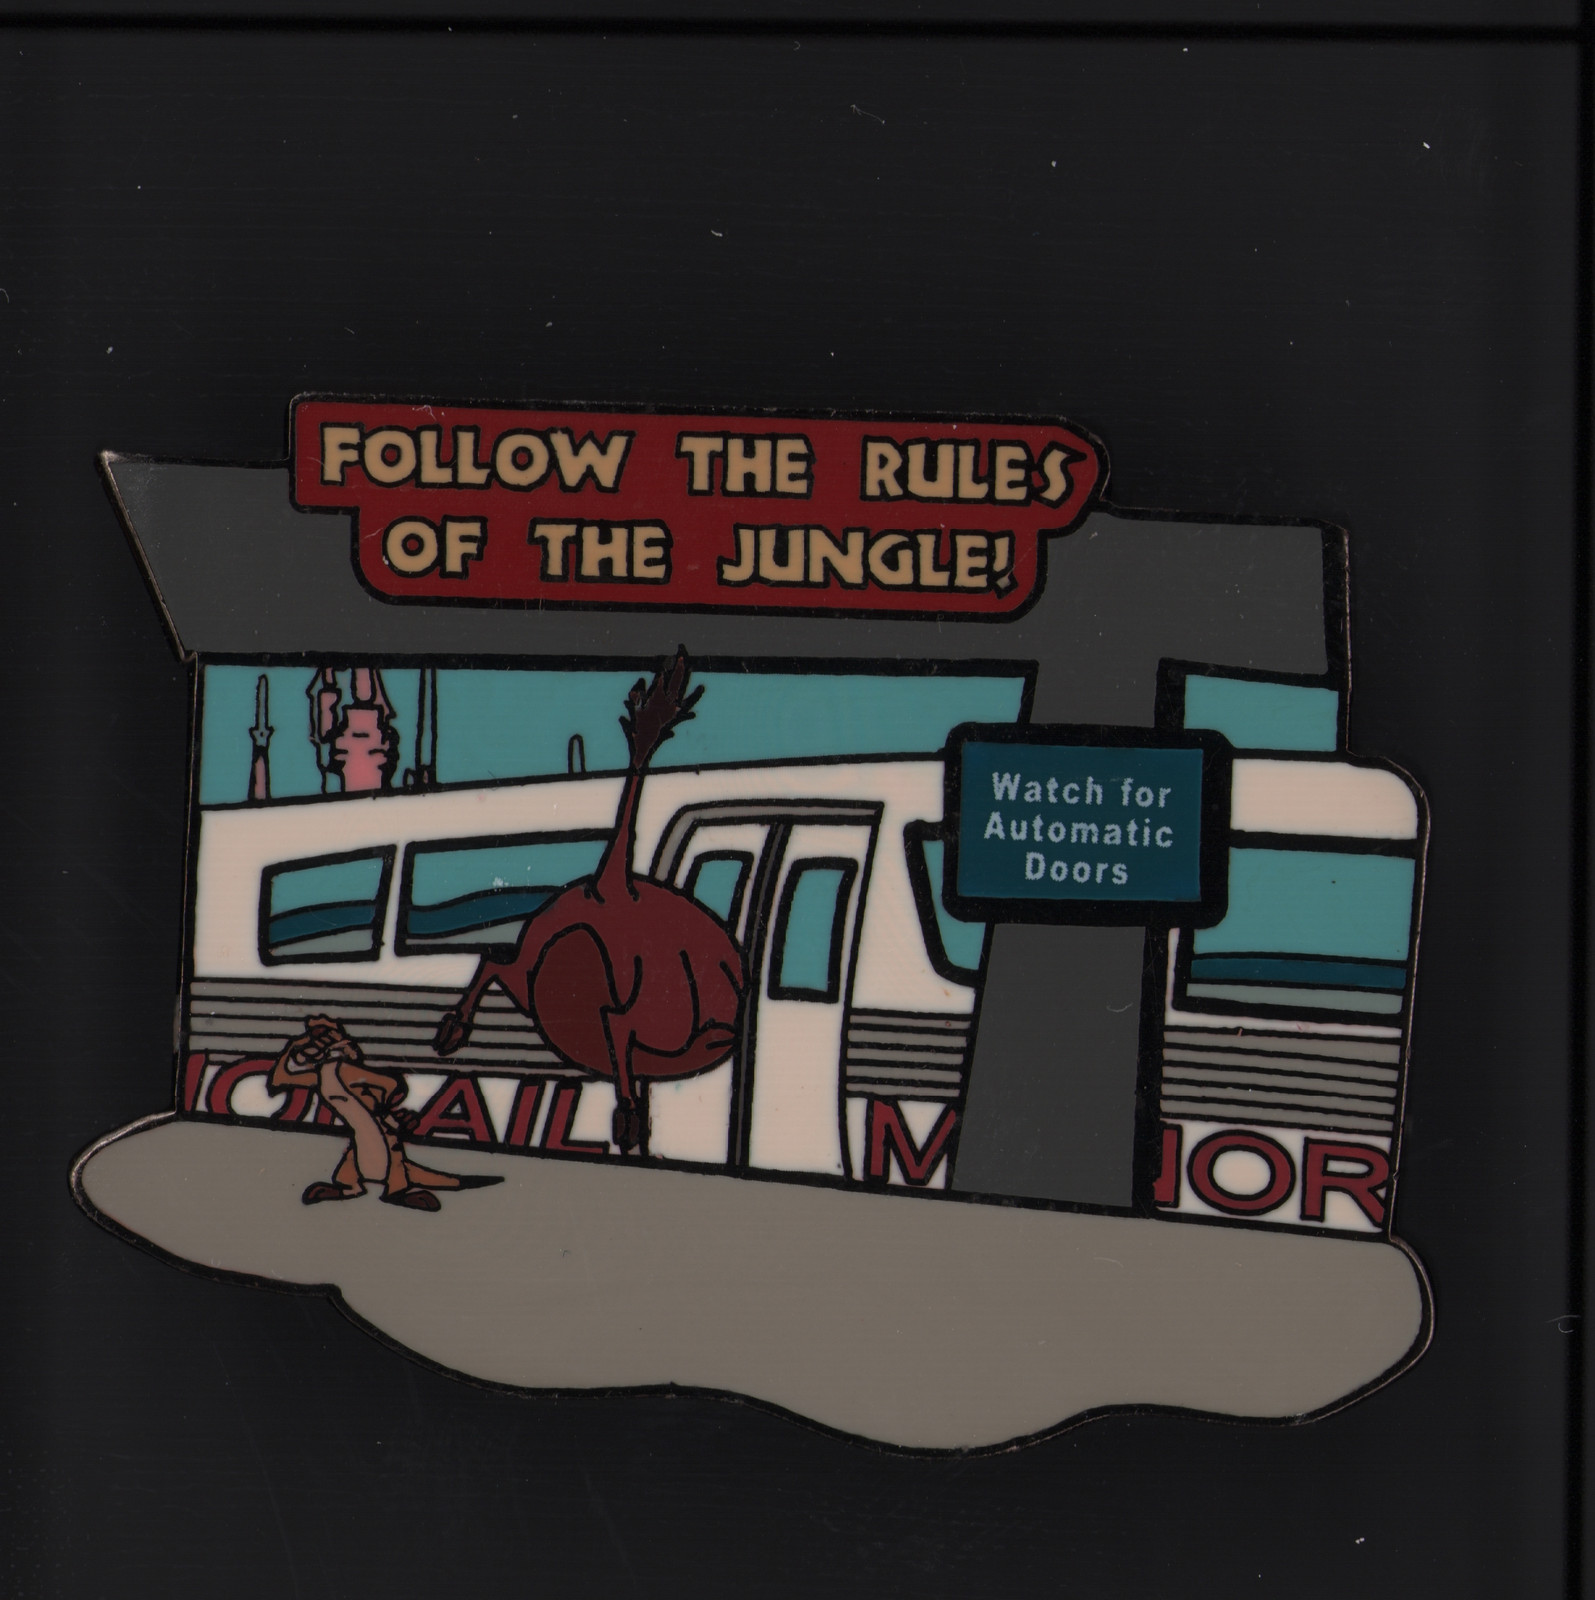 FOLLOW THE RULES
OF THE JUNGLE!
Watch for
Automatic
Doors